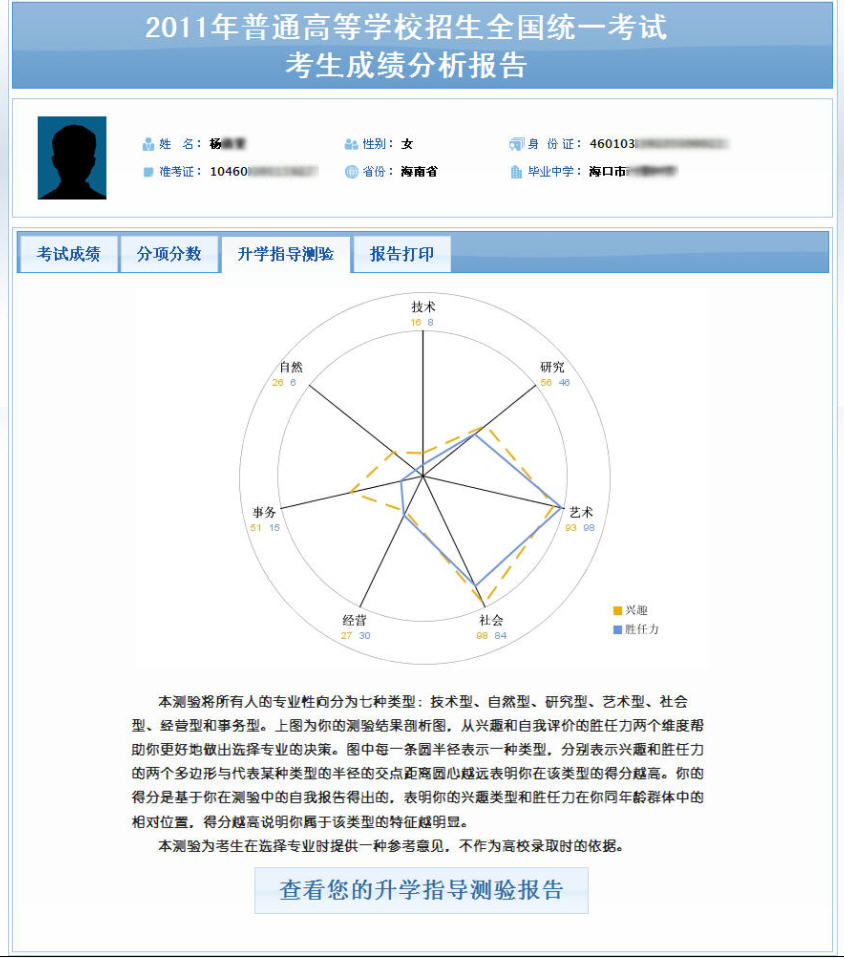 2011年普通高等学校招生全国统一考试
考生成绩分析报告
姓 名： 杨 性别： 女 身 份 证： 460103
准考证： 10460 省份： 海南省 毕业中学： 海口市
考试成绩 分项分数 升学指导测验 报告打印
技术
16 8
自然 研究
26 6 56 46
事务 艺术
51 15 93 98
经营 社会
27 30 98 84
兴趣
胜任力
本测验将所有人的专业性向分为七种类型：技术型、自然型、研究型、艺术型、社会
型、经营型和事务型。上图为你的测验结果剖析图，从兴趣和自我评价的胜任力两个维度帮
助你更好地做出选择专业的决策。图中每一条圆半径表示一种类型，分别表示兴趣和胜任力
的两个多边形与代表某种类型的半径的交点距离圆心越远表明你在该类型的得分越高。你的
得分是基于你在测验中的自我报告得出的，表明你的兴趣类型和胜任力在你同年龄群体中的
相对位置，得分越高说明你属于该类型的特征越明显。
本测验为考生在选择专业时提供一种参考意见，不作为高校录取时的依据。
查看您的升学指导测验报告